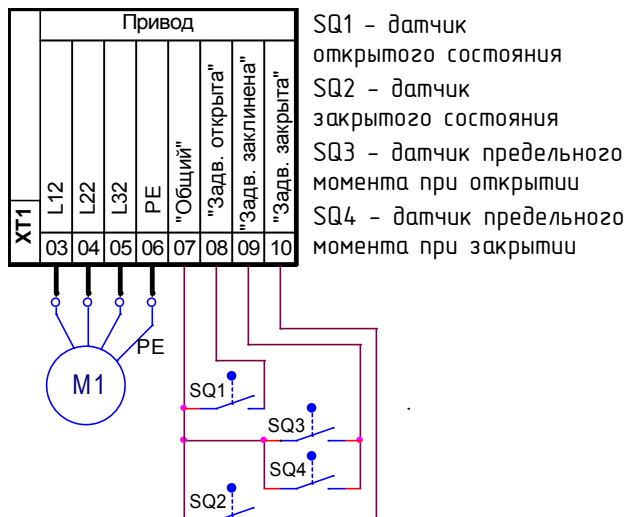 Привод
SQ1 – датчик
открытого состояния
SQ2 – датчик
закрытого состояния
SQ3 – датчик предельного
момента при открытии
SQ4 – датчик предельного
момента при закрытии
XT1
L12
L22
L32
PE
"Общий"
"Задв. открыта"
"Задв. заклинена"
"Задв. закрыта"
03 04 05 06 07 08 09 10
PE
M1
SQ1
SQ3
SQ4
SQ2